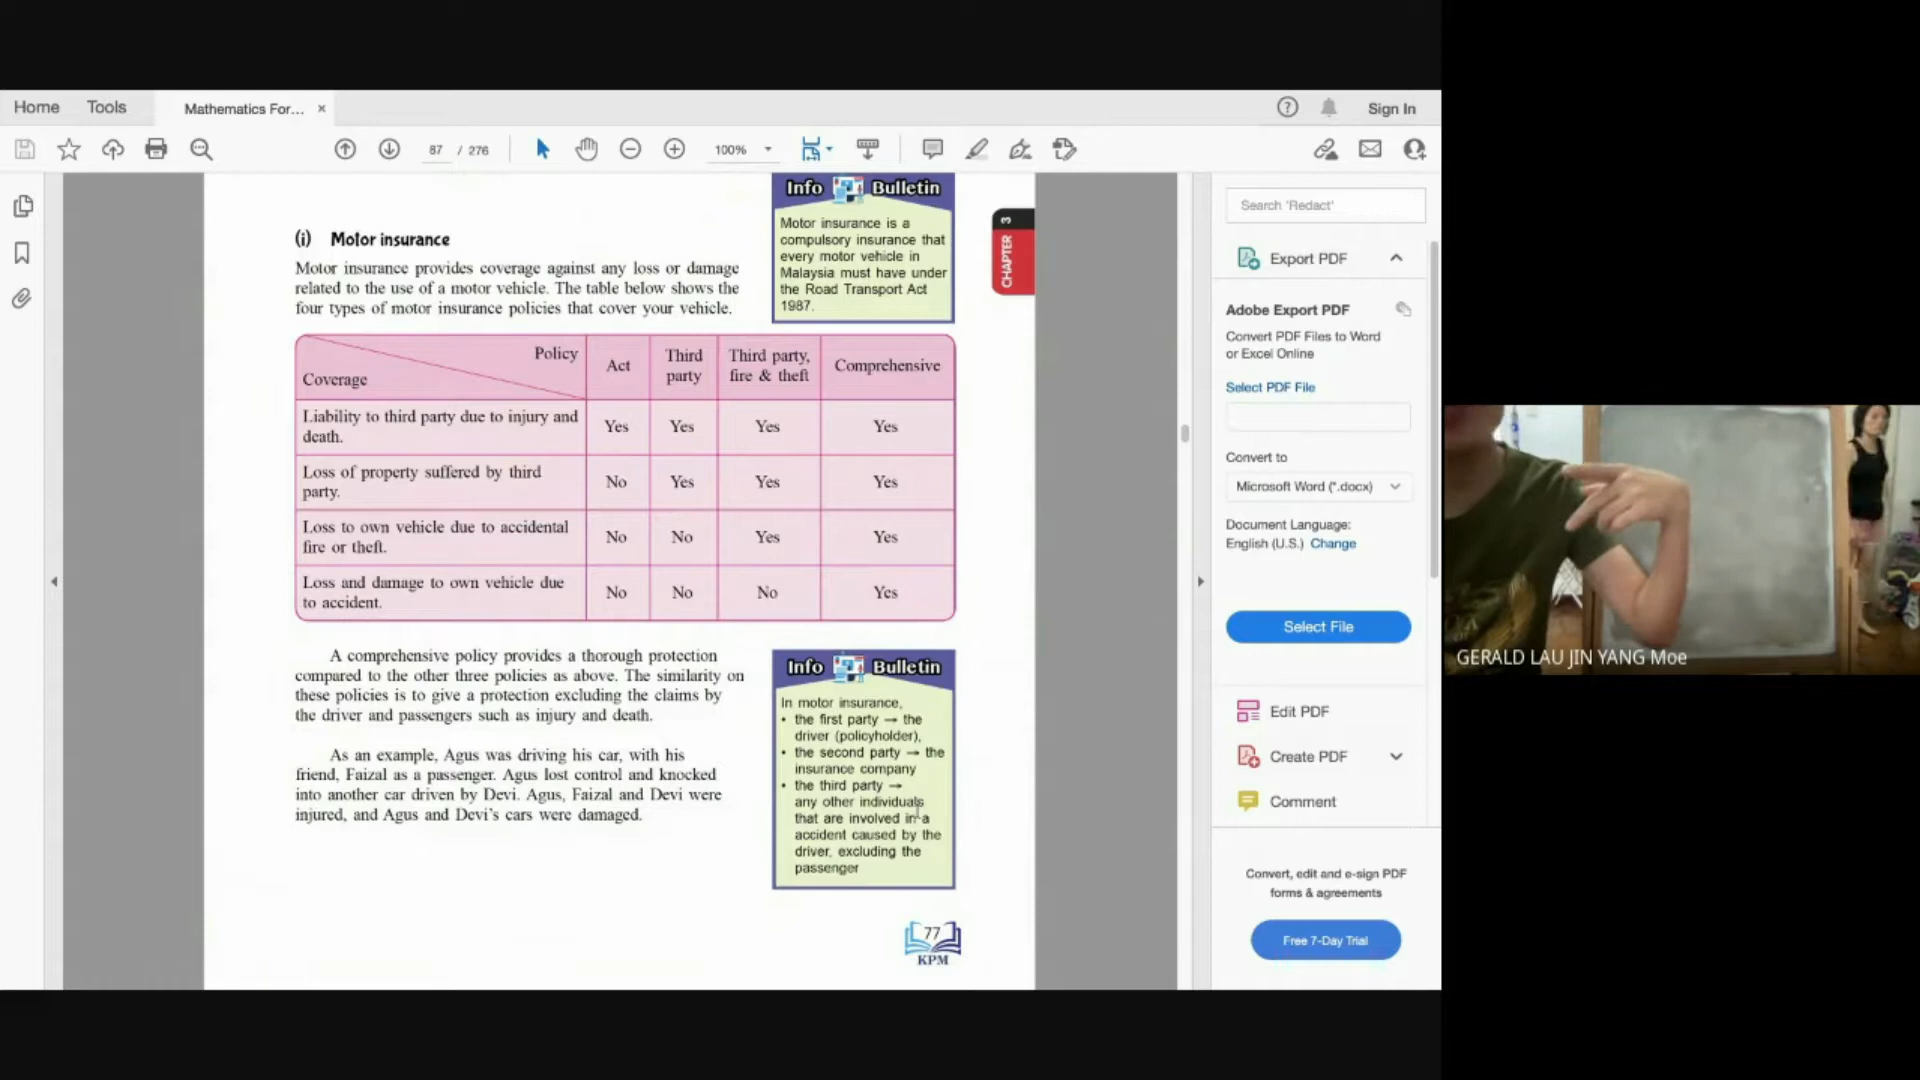 Home Tools Mathematics For... × Sign In
87 / 276 100%
Search 'Redact'
Info Bulletin
Motor insurance is a
compulsory insurance that
every motor vehicle in
Malaysia must have under
the Road Transport Act
1987.
CHAPTER 3
(i) Motor insurance
Motor insurance provides coverage against any loss or damage
related to the use of a motor vehicle. The table below shows the
four types of motor insurance policies that cover your vehicle.
Policy
Coverage
Act
Third
party
Third party,
fire & theft
Comprehensive
Liability to third party due to injury and
death.
Yes Yes Yes Yes
Loss of property suffered by third
party.
No Yes Yes Yes
Loss to own vehicle due to accidental
fire or theft.
No No Yes Yes
Loss and damage to own vehicle due
to accident.
No No No Yes
A comprehensive policy provides a thorough protection
compared to the other three policies as above. The similarity on
these policies is to give a protection excluding the claims by
the driver and passengers such as injury and death.
As an example, Agus was driving his car, with his
friend, Faizal as a passenger. Agus lost control and knocked
into another car driven by Devi. Agus, Faizal and Devi were
injured, and Agus and Devi's cars were damaged.
Info Bulletin
In motor insurance,
• the first party → the
driver (policyholder),
• the second party → the
insurance company
• the third party →
any other individuals
that are involved in a
accident caused by the
driver, excluding the
passenger
77
KPM
Export PDF
Adobe Export PDF
Convert PDF Files to Word
or Excel Online
Select PDF File
Convert to
Microsoft Word (*.docx)
Document Language:
English (U.S.) Change
Select File
Edit PDF
Create PDF
Comment
Convert, edit and e-sign PDF
forms & agreements
Free 7-Day Trial
GERALD LAU JIN YANG Moe